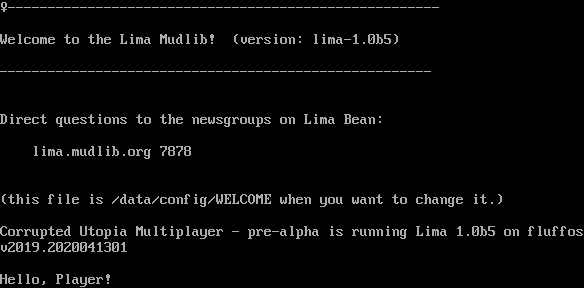 ♀------------------------------------------------------
Welcome to the Lima Mudlib!  (version: lima-1.0b5)
-----------------------------------------------------
Direct questions to the newsgroups on Lima Bean:
    lima.mudlib.org 7878
(this file is /data/config/WELCOME when you want to change it.)
Corrupted Utopia Multiplayer - pre-alpha is running Lima 1.0b5 on fluffos
v2019.2020041301
Hello, Player!